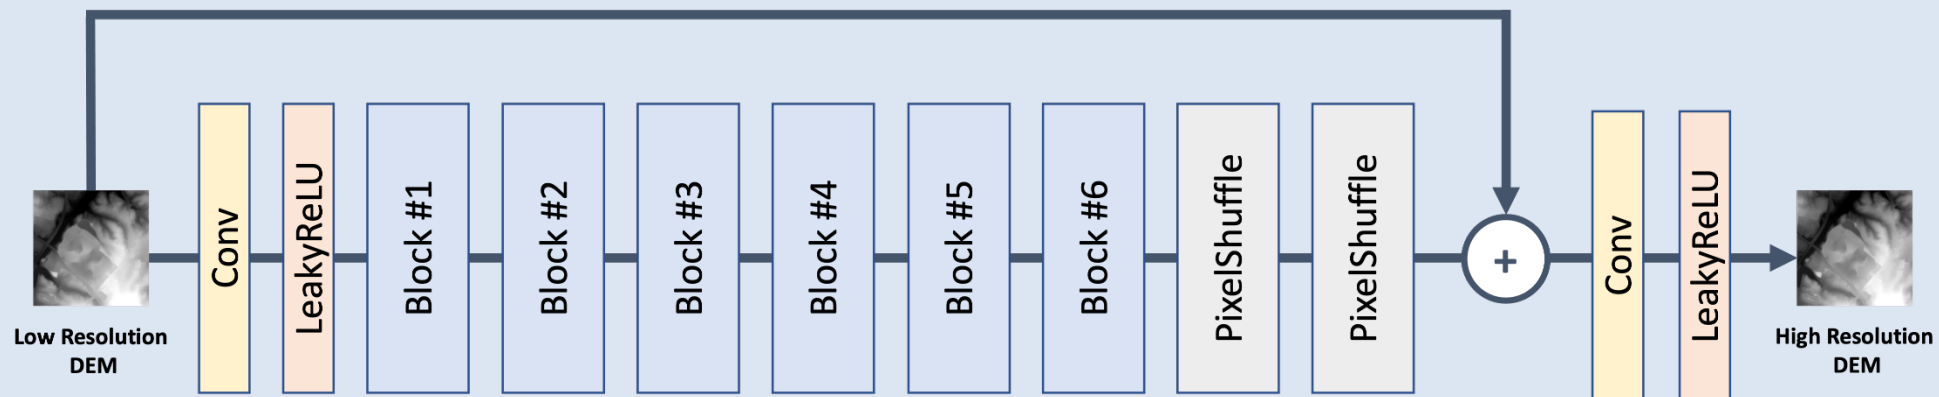 Low Resolution
DEM
Conv
LeakyReLU
Block #1
Block #2
Block #3
Block #4
Block #5
Block #6
PixelShuffle
PixelShuffle
+
Conv
LeakyReLU
High Resolution
DEM